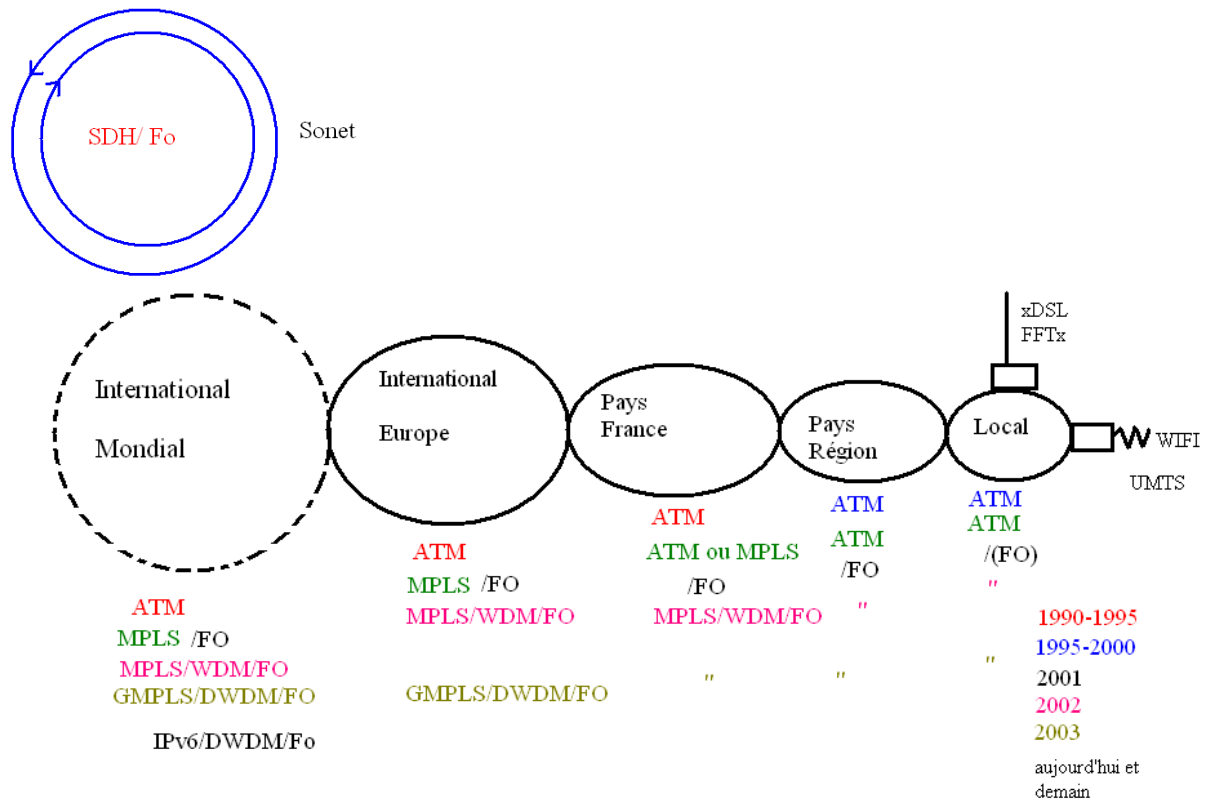 SDH/ Fo
Sonet
International
Mondial
International
Europe
Pays
France
Pays
Région
Local
xDSL
FFTx
WIFI
UMTS
ATM
MPLS /FO
MPLS/WDM/FO
GMPLS/DWDM/FO
IPv6/DWDM/Fo
ATM
MPLS /FO
MPLS/WDM/FO
GMPLS/DWDM/FO
ATM
ATM ou MPLS
/FO
MPLS/WDM/FO
"
ATM
ATM
/FO
"
"
ATM
ATM
/(FO)
"
"
1990-1995
1995-2000
2001
2002
2003
aujourd'hui et
demain